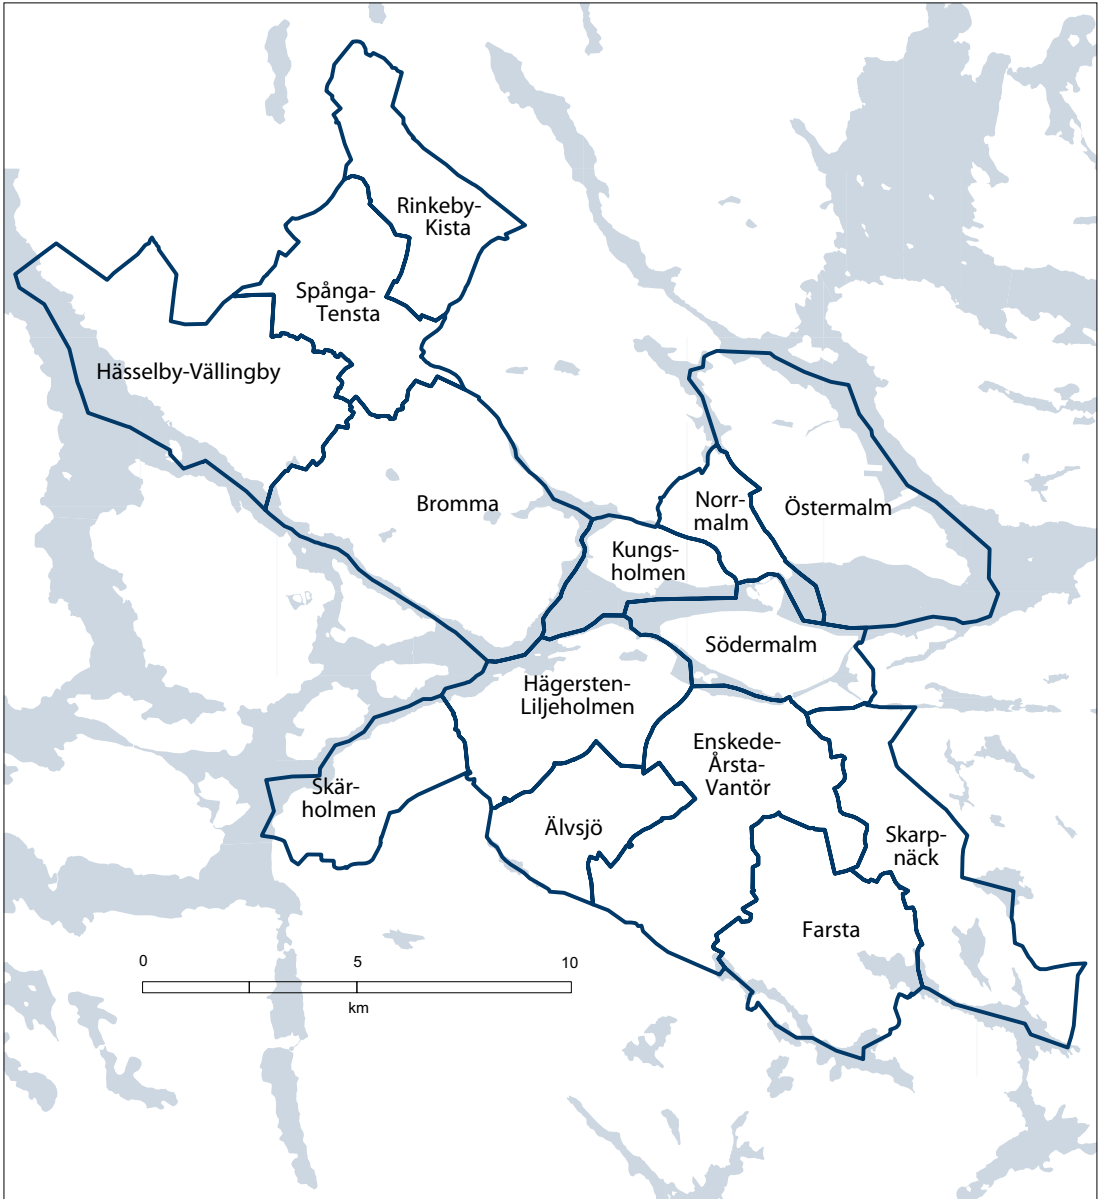 Rinkeby-
Kista
Spånga-
Tensta
Hässelby-Vällingby
Bromma
Norr-
malm
Östermalm
Kungs-
holmen
Södermalm
Hägersten-
Liljeholmen
Enskede-
Årsta-
Vantör
Skär-
holmen
Älvsjö
Skarp-
näck
Farsta
0 5 10
km